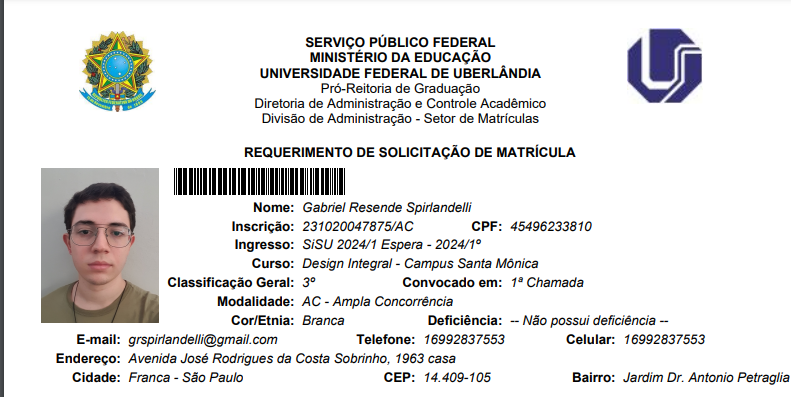 SERVIÇO PÚBLICO FEDERAL
MINISTÉRIO DA EDUCAÇÃO
UNIVERSIDADE FEDERAL DE UBERLÂNDIA
Pró-Reitoria de Graduação
Diretoria de Administração e Controle Acadêmico
Divisão de Administração - Setor de Matrículas
REQUERIMENTO DE SOLICITAÇÃO DE MATRÍCULA
Nome: Gabriel Resende Spirlandelli
Inscrição: 231020047875/AC CPF: 45496233810
Ingresso: SiSU 2024/1 Espera - 2024/1º
Curso: Design Integral - Campus Santa Mônica
Classificação Geral: 3º Convocado em: 1ª Chamada
Modalidade: AC - Ampla Concorrência
Cor/Etnia: Branca Deficiência: -- Não possui deficiência --
E-mail: grspirlandelli@gmail.com Telefone: 16992837553 Celular: 16992837553
Endereço: Avenida José Rodrigues da Costa Sobrinho, 1963 casa
Cidade: Franca - São Paulo CEP: 14.409-105 Bairro: Jardim Dr. Antonio Petraglia